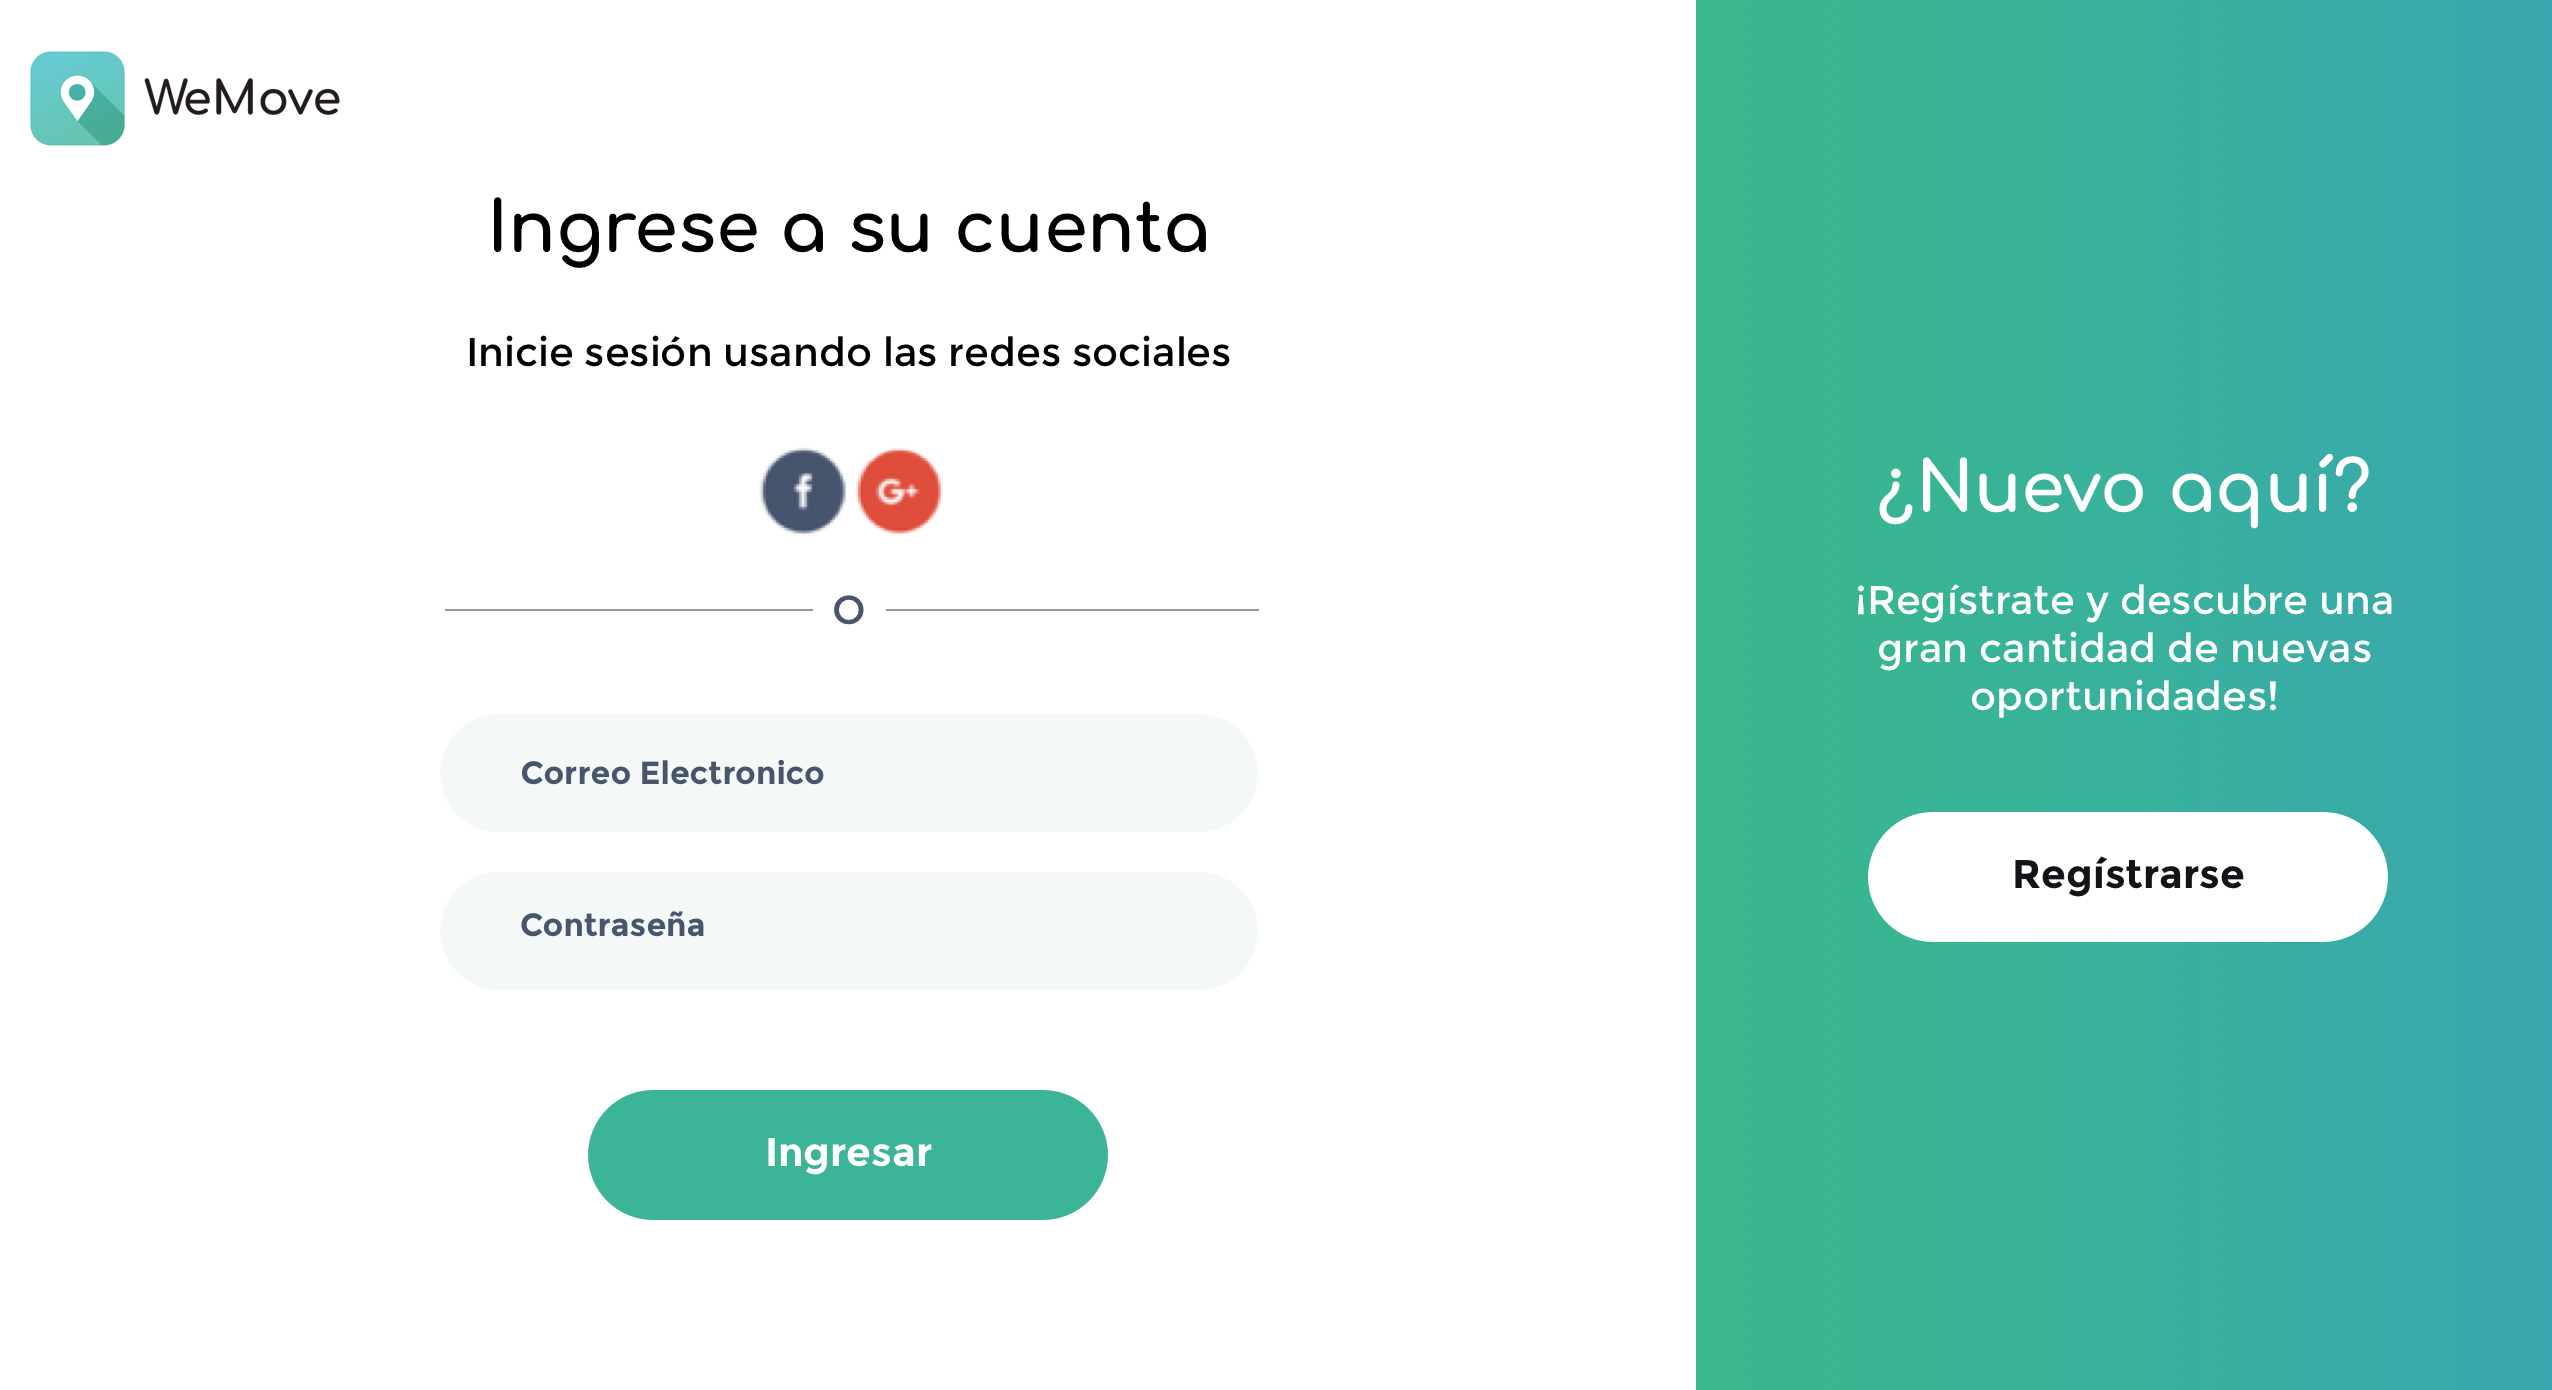 WeMove
Ingrese a su cuenta
Inicie sesión usando las redes sociales
f G+
O
Correo Electronico
Contraseña
Ingresar
¿Nuevo aquí?
¡Regístrate y descubre una
gran cantidad de nuevas
oportunidades!
Regístrarse